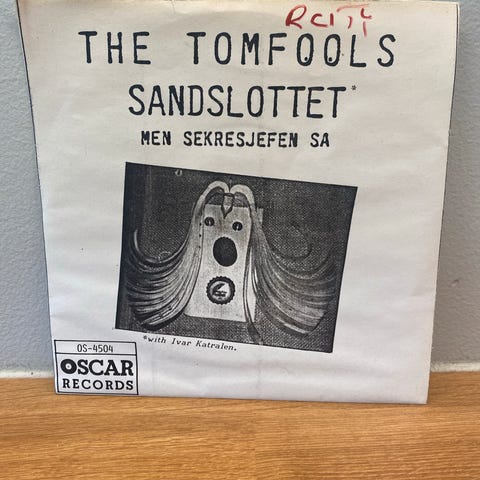 THE TOMFOOLS
SANDSLOTTET*
MEN SEKRESJEFEN SA
*with Ivar Katralen.
OS-4504
OSCAR
RECORDS